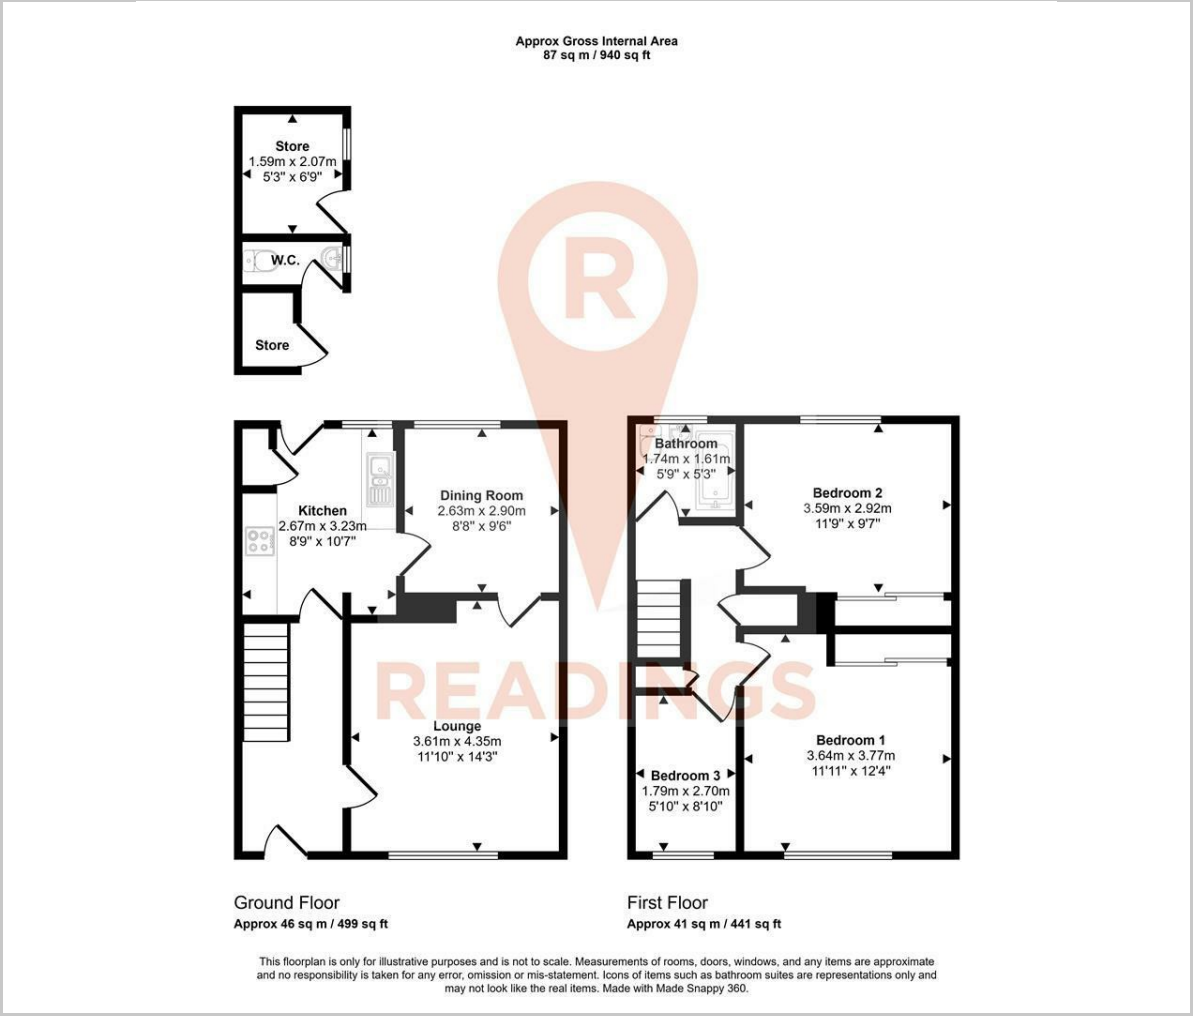 Approx Gross Internal Area
87 sq m / 940 sq ft
Store
1.59m x 2.07m
5'3" x 6'9"
W.C.
Store
Kitchen
2.67m x 3.23m
8'9" x 10'7"
Dining Room
2.63m x 2.90m
8'8" x 9'6"
Lounge
3.61m x 4.35m
11'10" x 14'3"
Bathroom
1.74m x 1.61m
5'9" x 5'3"
Bedroom 2
3.59m x 2.92m
11'9" x 9'7"
Bedroom 1
3.64m x 3.77m
11'11" x 12'4"
Bedroom 3
1.79m x 2.70m
5'10" x 8'10"
R
READINGS
Ground Floor
Approx 46 sq m / 499 sq ft
First Floor
Approx 41 sq m / 441 sq ft
This floorplan is only for illustrative purposes and is not to scale. Measurements of rooms, doors, windows, and any items are approximate
and no responsibility is taken for any error, omission or mis-statement. Icons of items such as bathroom suites are representations only and
may not look like the real items. Made with Made Snappy 360.